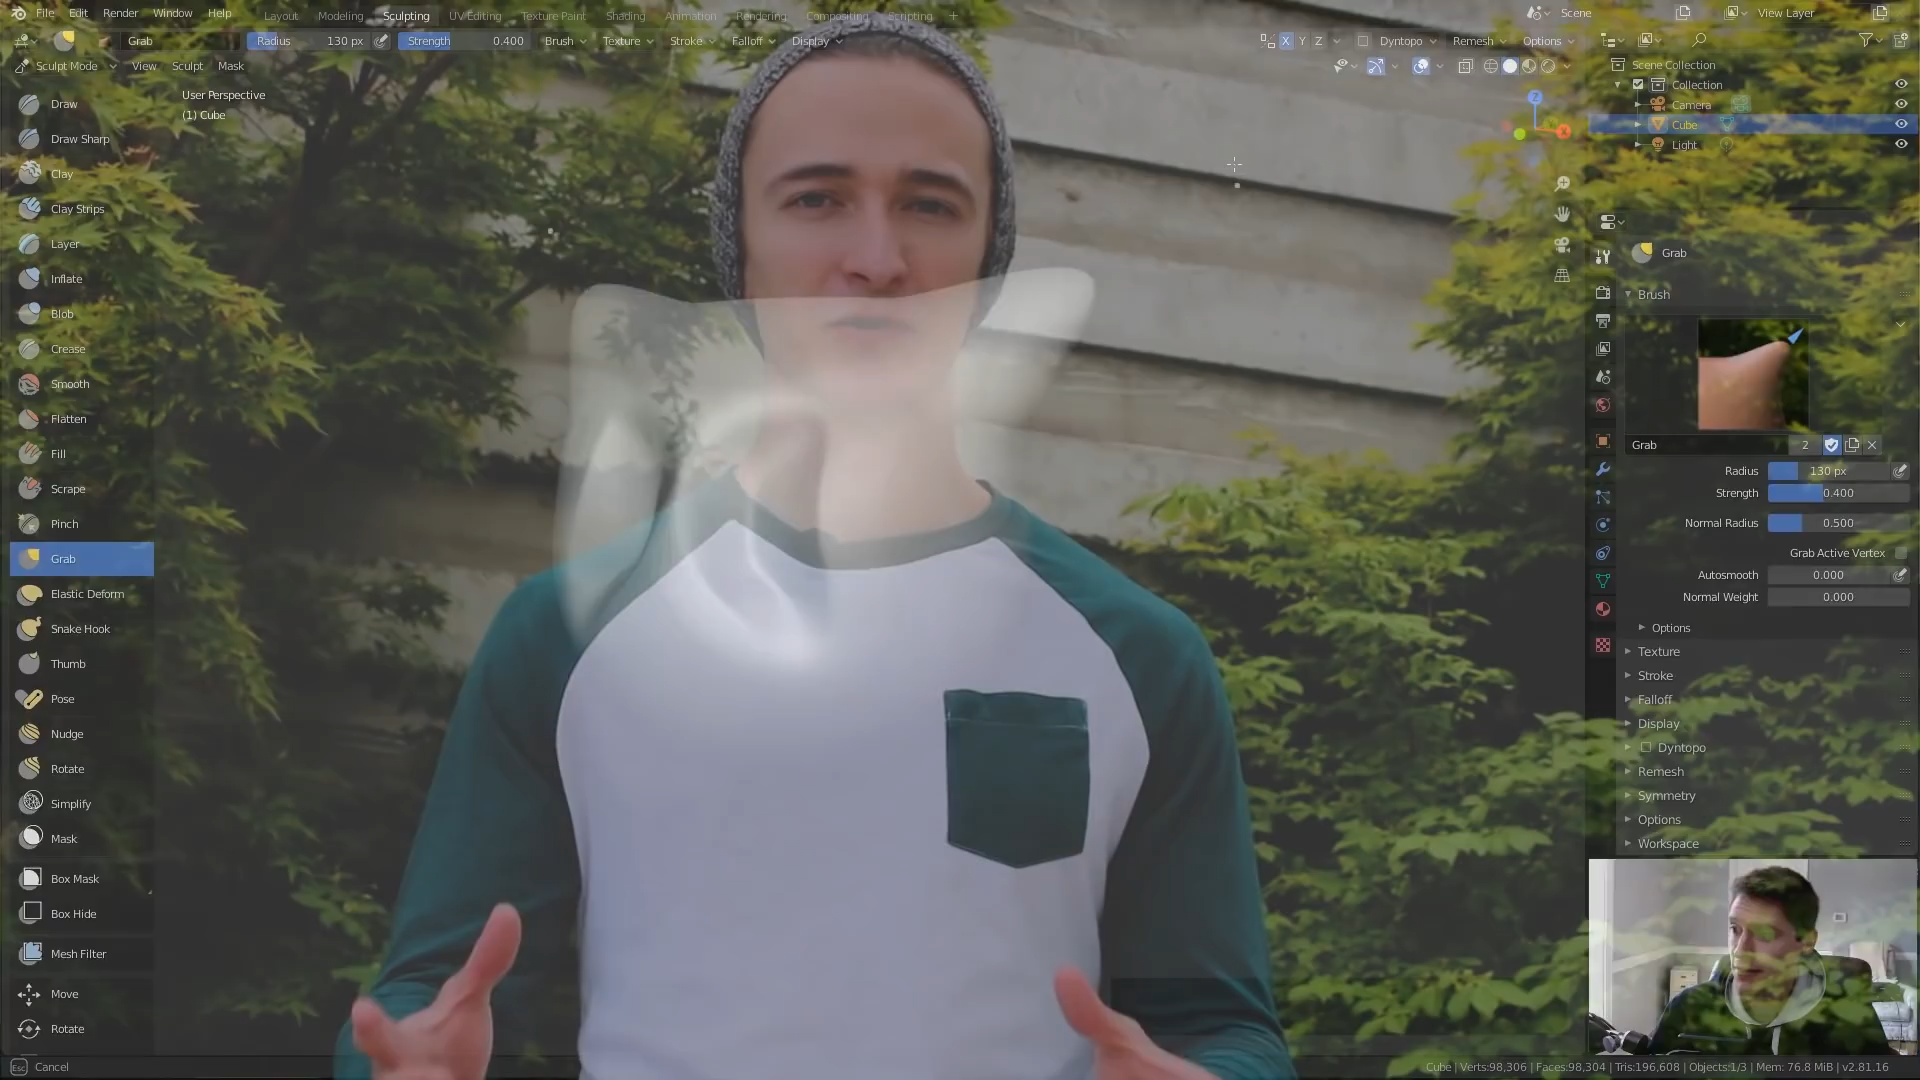 File Edit Render Window Help Layout Modeling Sculpting UV Editing Texture Paint Shading Animation Rendering Compositing Scripting + Scene View Layer
Grab Radius 130 px Strength 0.400 Brush Texture Stroke Falloff Display X Y Z Dyntopo Remesh Options
Sculpt Mode View Sculpt Mask
User Perspective
(1) Cube
Z
X
Scene Collection
Collection
Camera
Cube
Light
Draw
Draw Sharp
Clay
Clay Strips
Layer
Inflate
Blob
Crease
Smooth
Flatten
Fill
Scrape
Pinch
Grab
Elastic Deform
Snake Hook
Thumb
Pose
Nudge
Rotate
Simplify
Mask
Box Mask
Box Hide
Mesh Filter
Move
Rotate
Grab
Brush
Grab 2
Radius 130 px
Strength 0.400
Normal Radius 0.500
Grab Active Vertex
Autosmooth 0.000
Normal Weight 0.000
Options
Texture
Stroke
Falloff
Display
Dyntopo
Remesh
Symmetry
Options
Workspace
Esc Cancel
Cube | Verts:98,306 | Faces:98,304 | Tris:196,608 | Objects:1/3 | Mem: 76.8 MiB | v2.81.16